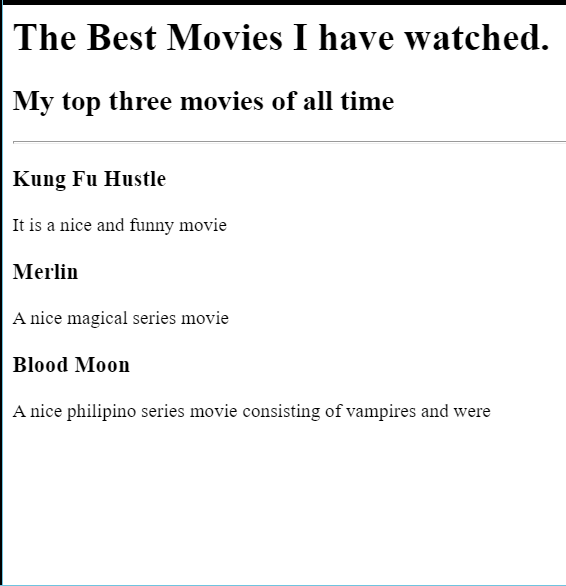 The Best Movies I have watched.
My top three movies of all time
Kung Fu Hustle
It is a nice and funny movie
Merlin
A nice magical series movie
Blood Moon
A nice philipino series movie consisting of vampires and were